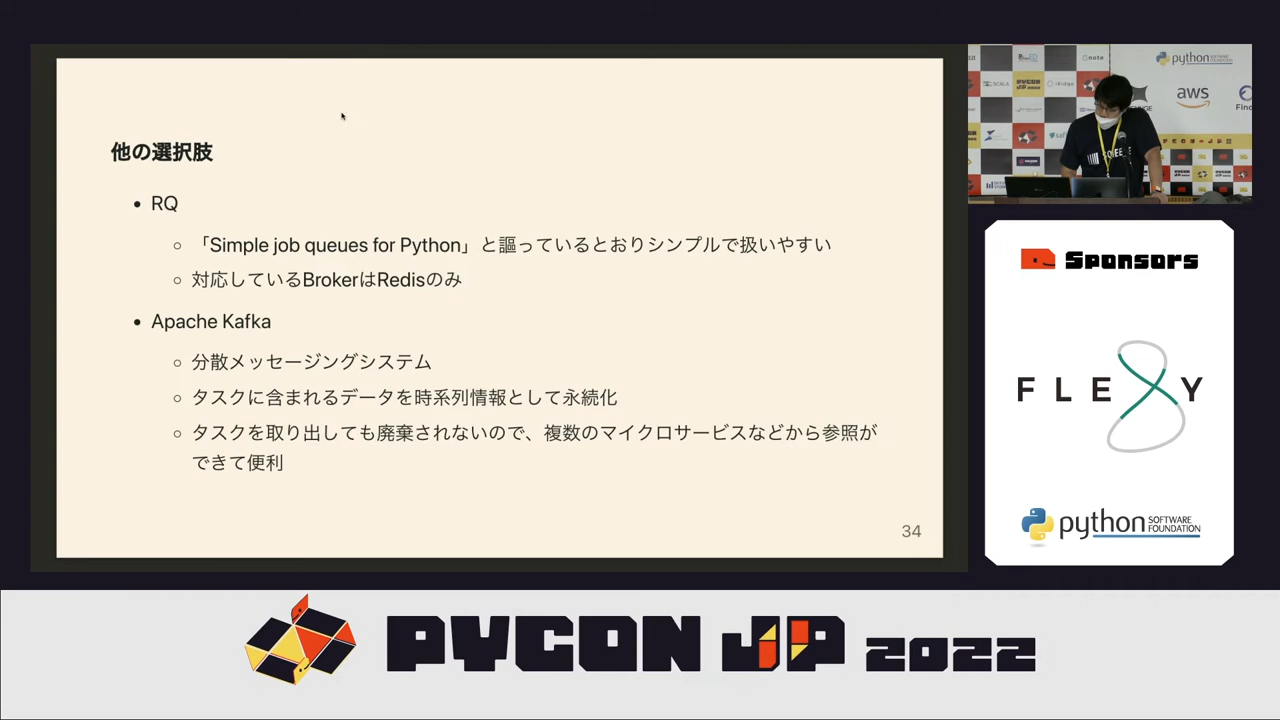 他の選択肢
• RQ
○ 「Simple job queues for Python」と謳っているとおりシンプルで扱いやすい
○ 対応しているBrokerはRedisのみ
• Apache Kafka
○ 分散メッセージングシステム
○ タスクに含まれるデータを時系列情報として永続化
○ タスクを取り出しても廃棄されないので、複数のマイクロサービスなどから参照が
できて便利
34
note
python
aws
Sponsors
FLEXY
python SOFTWARE
FOUNDATION
PYCON JP 2022